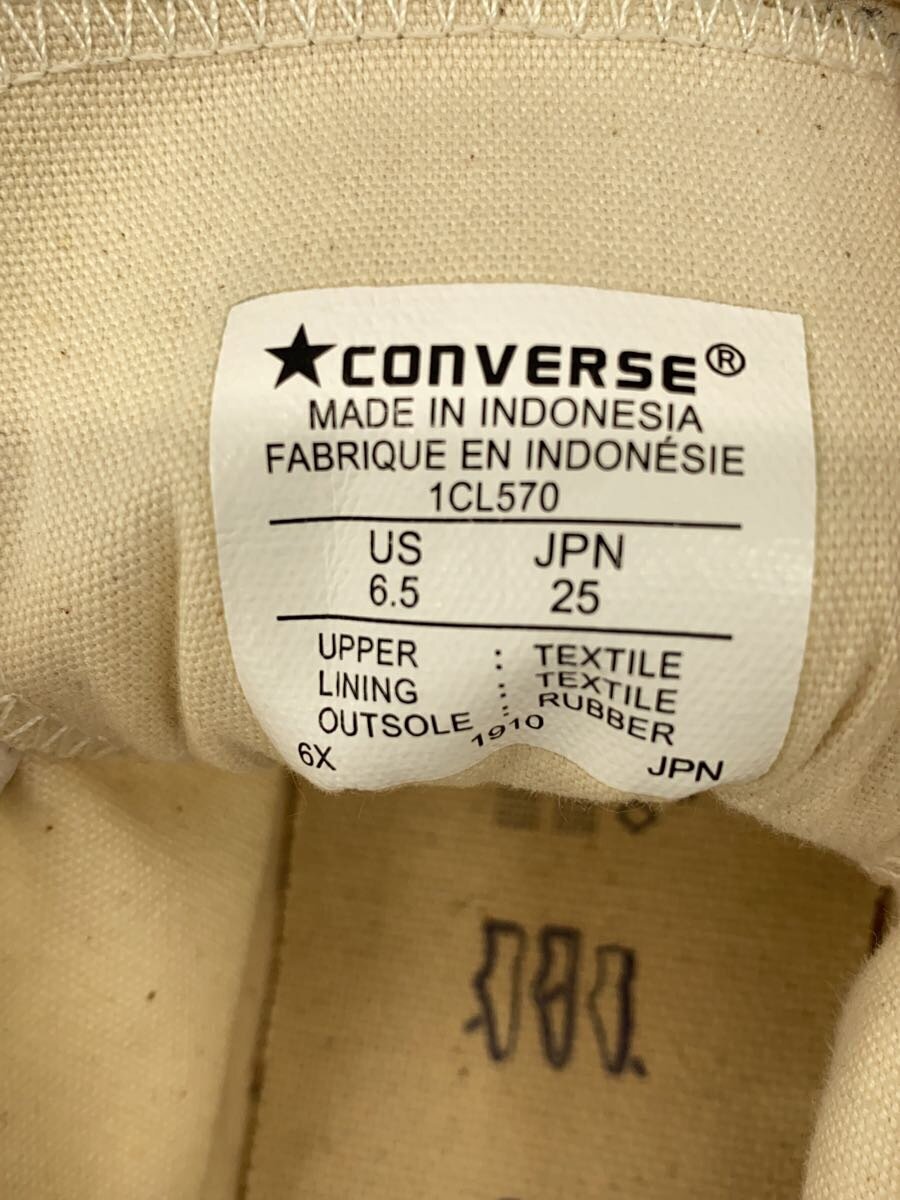 ★CONVERSE®
MADE IN INDONESIA
FABRIQUE EN INDONÉSIE
1CL570
US JPN
6.5 25
UPPER : TEXTILE
LINING : TEXTILE
OUTSOLE : RUBBER
6X 1910 JPN